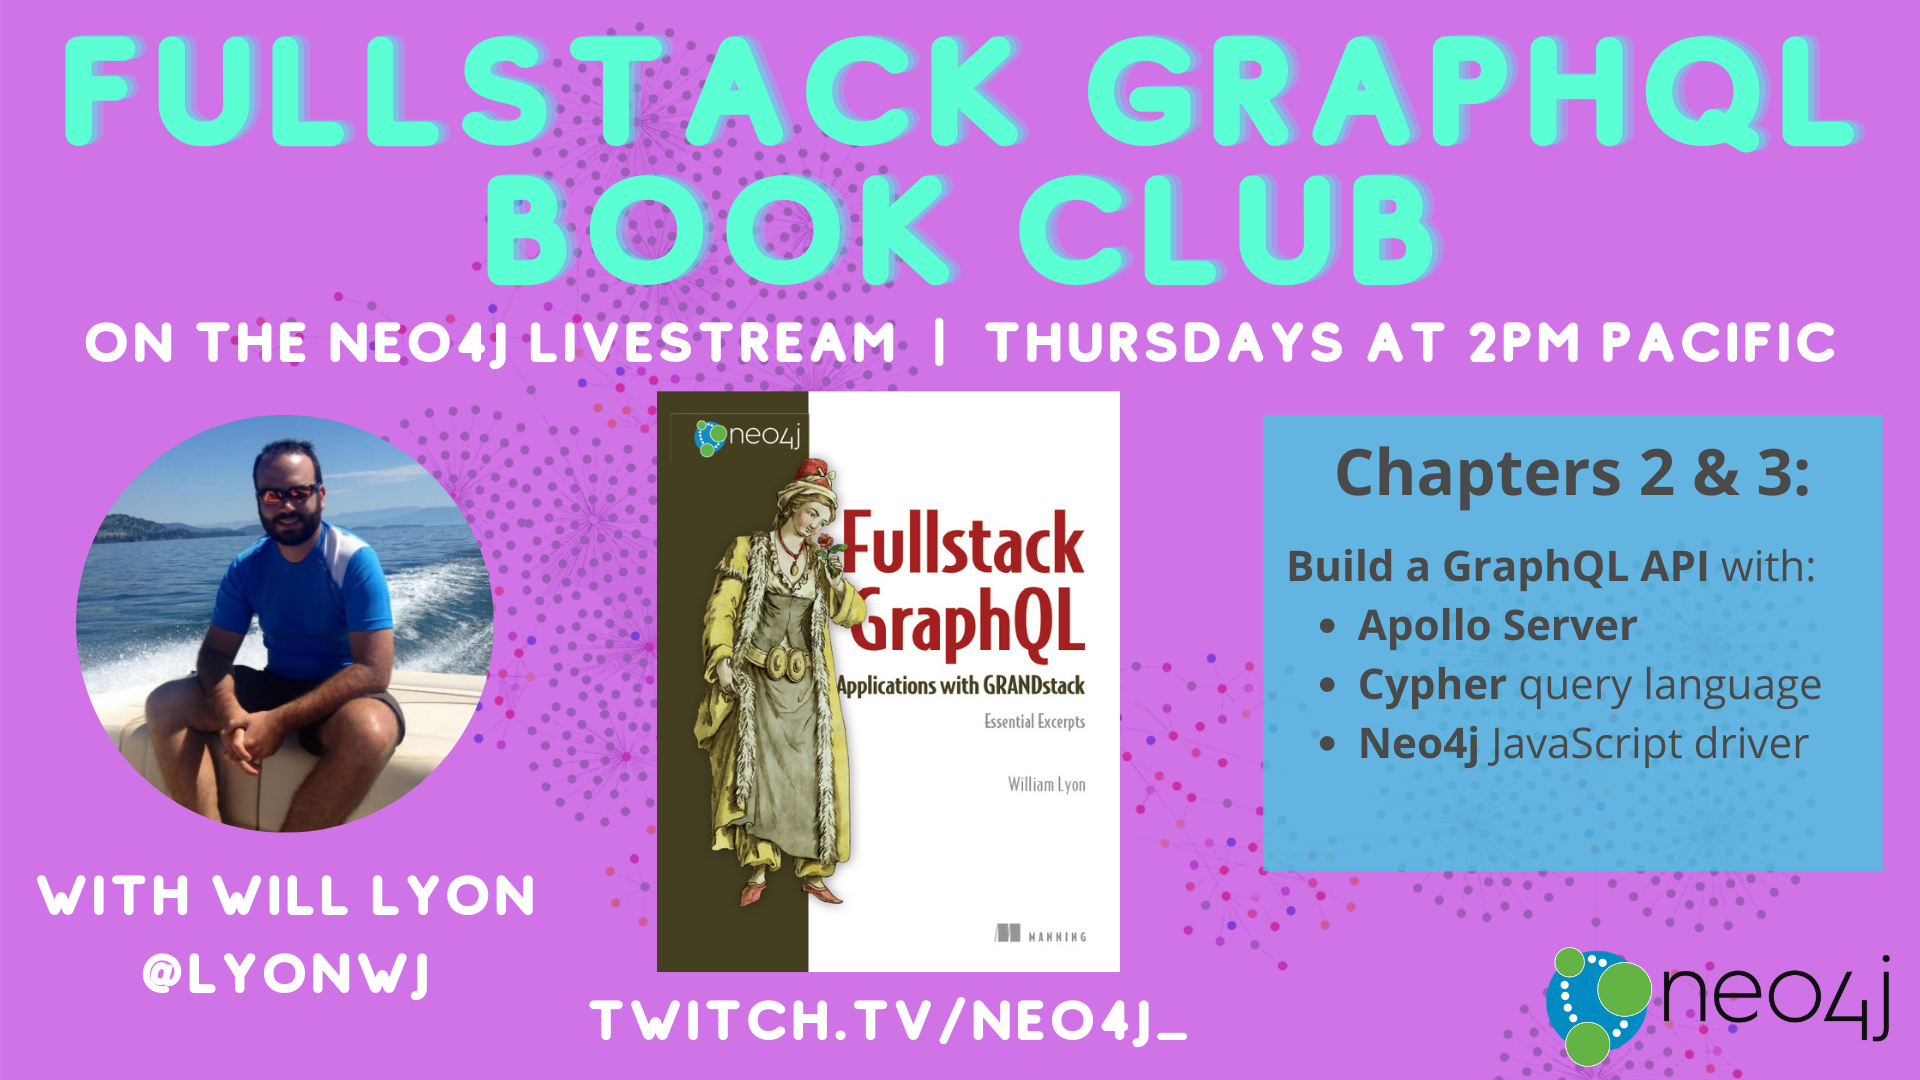 FULLSTACK GRAPHQL
BOOK CLUB
ON THE NEO4J LIVESTREAM | THURSDAYS AT 2PM PACIFIC
WITH WILL LYON
@LYONWJ
neo4j
Fullstack
GraphQL
Applications with GRANDstack
Essential Excerpts
William Lyon
MANNING
TWITCH.TV/NEO4J_
Chapters 2 & 3:
Build a GraphQL API with:
• Apollo Server
• Cypher query language
• Neo4j JavaScript driver
neo4j